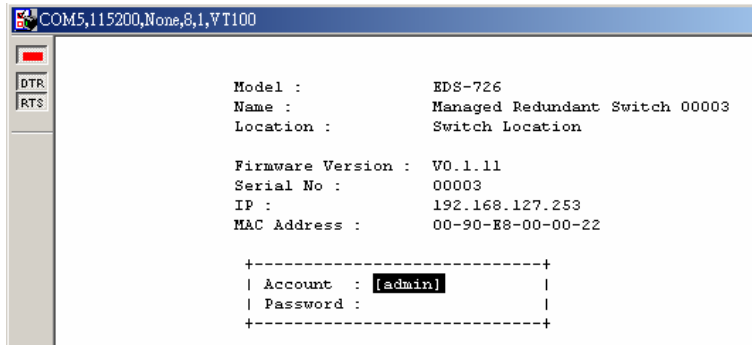 COM5,115200,None,8,1,VT100
DTR
RTS
Model : EDS-726
Name : Managed Redundant Switch 00003
Location : Switch Location
Firmware Version : V0.1.11
Serial No : 00003
IP : 192.168.127.253
MAC Address : 00-90-E8-00-00-22
+-----------------------------+
| Account : [admin] |
| Password : |
+-----------------------------+